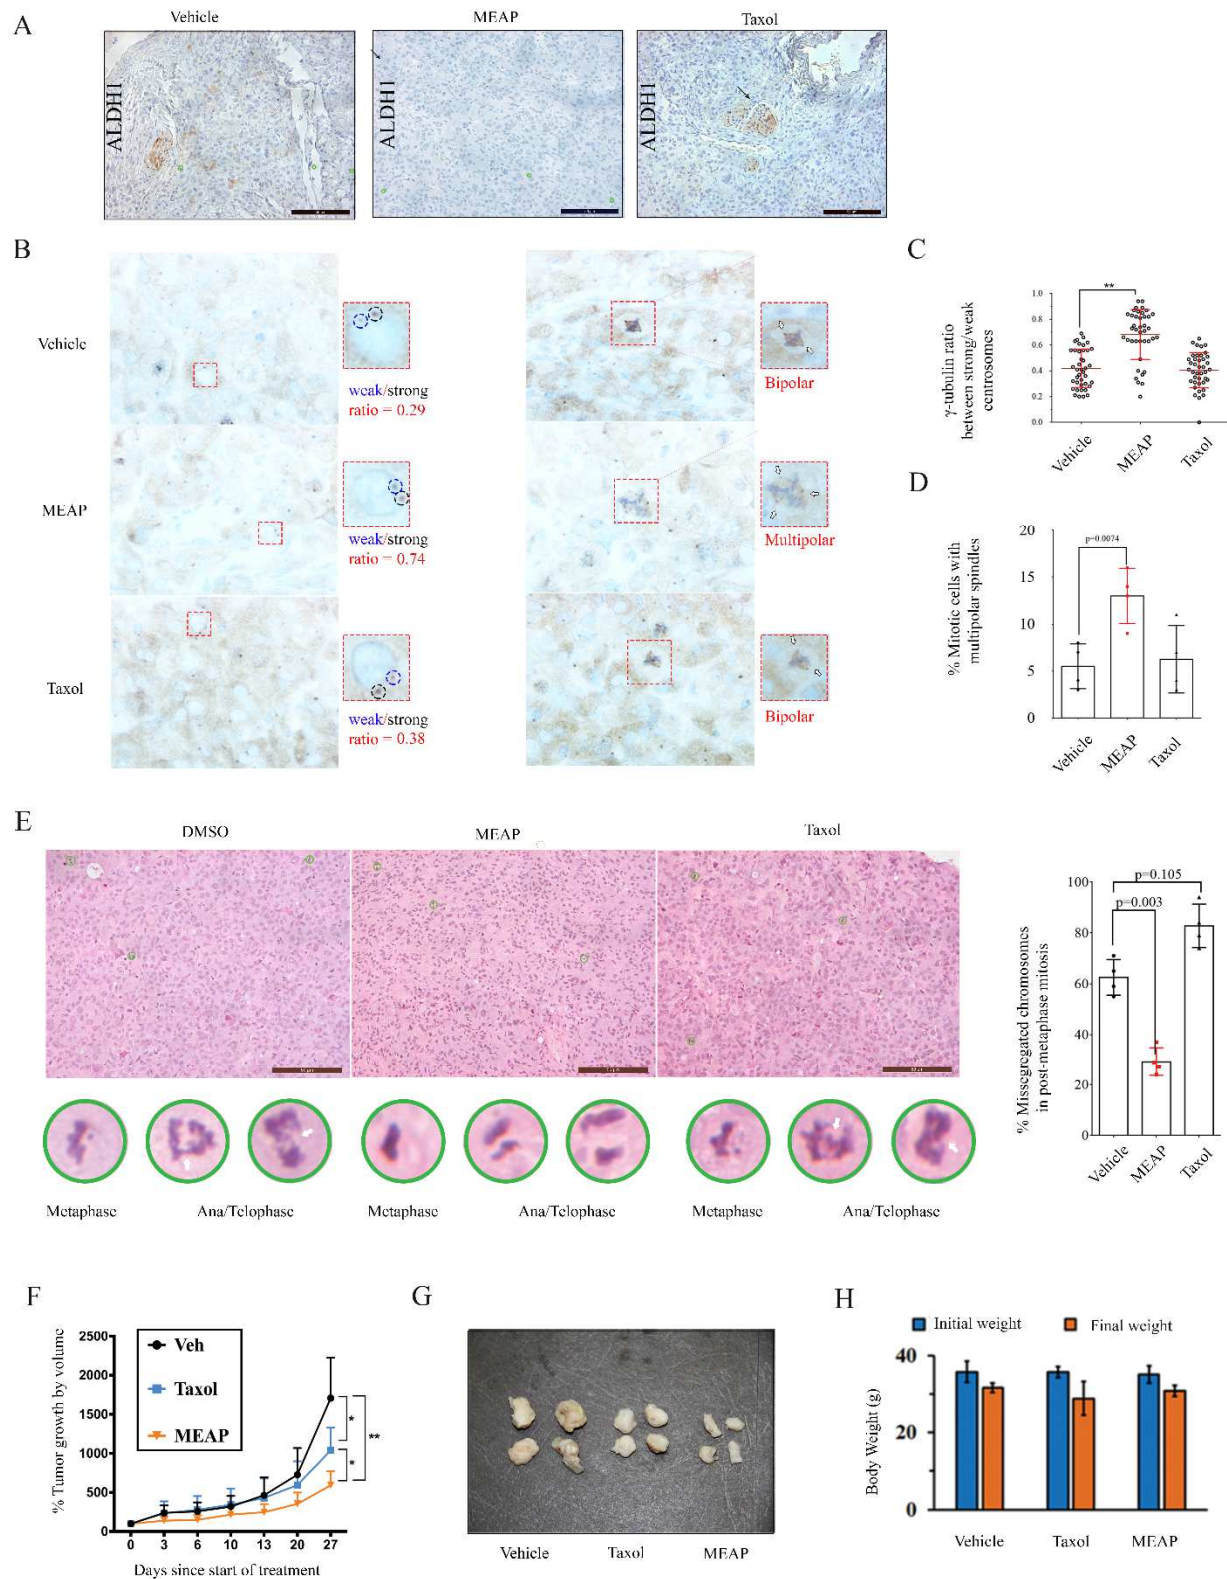 A
Vehicle
MEAP
Taxol
ALDH1
ALDH1
ALDH1
B
Vehicle
weak/strong
ratio = 0.29
Bipolar
MEAP
weak/strong
ratio = 0.74
Multipolar
Taxol
weak/strong
ratio = 0.38
Bipolar
C
γ-tubulin ratio
between strong/weak
centrosomes
1.0
0.8
0.6
0.4
0.2
0.0
**
Vehicle
MEAP
Taxol
D
% Mitotic cells with
multipolar spindles
20
15
10
5
0
p=0.0074
Vehicle
MEAP
Taxol
E
DMSO
MEAP
Taxol
Metaphase
Ana/Telophase
Metaphase
Ana/Telophase
Metaphase
Ana/Telophase
% Missegregated chromosomes
in post-metaphase mitosis
100
80
60
40
20
0
p=0.105
p=0.003
Vehicle
MEAP
Taxol
F
% Tumor growth by volume
2500
2000
1500
1000
500
0
Veh
Taxol
MEAP
*
*
**
0 3 6 10 13 20 27
Days since start of treatment
G
Vehicle
Taxol
MEAP
H
Initial weight
Final weight
Body Weight (g)
40
20
0
Vehicle
Taxol
MEAP